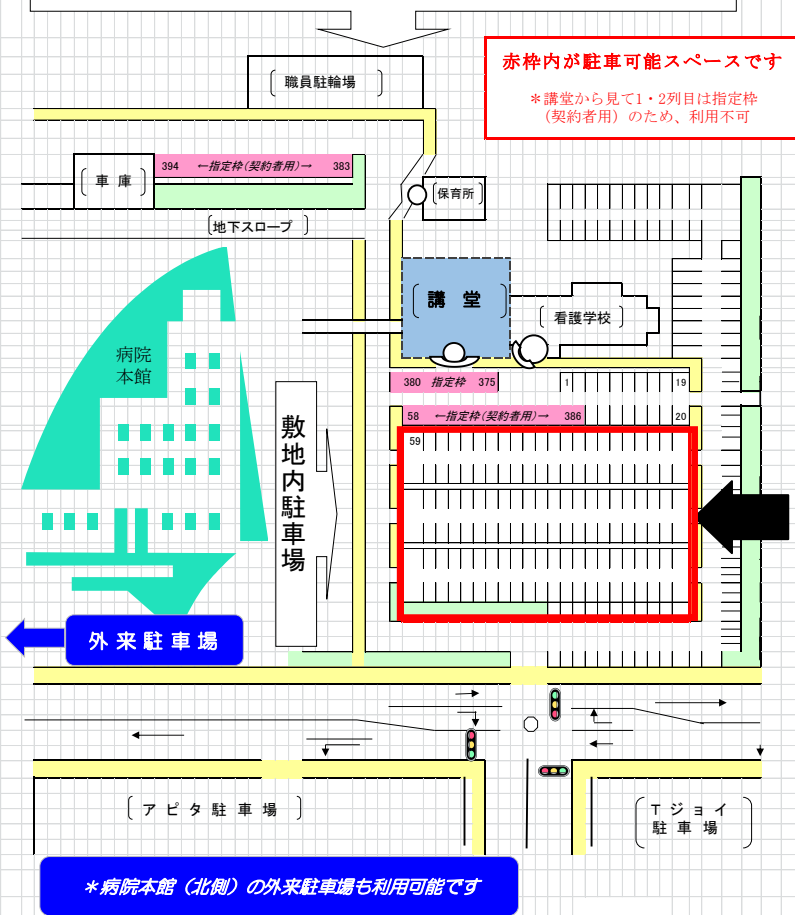 赤枠内が駐車可能スペースです
＊講堂から見て1・2列目は指定枠
（契約者用）のため、利用不可
職員駐輪場
車 庫
394 ←指定枠(契約者用)→ 383
保育所
地下スロープ
講 堂
看護学校
病院
本館
380 指定枠 375
1
19
58 ←指定枠(契約者用)→ 386
20
59
敷地内駐車場
外来駐車場
アピタ駐車場
Tジョイ
駐車場
＊病院本館（北側）の外来駐車場も利用可能です